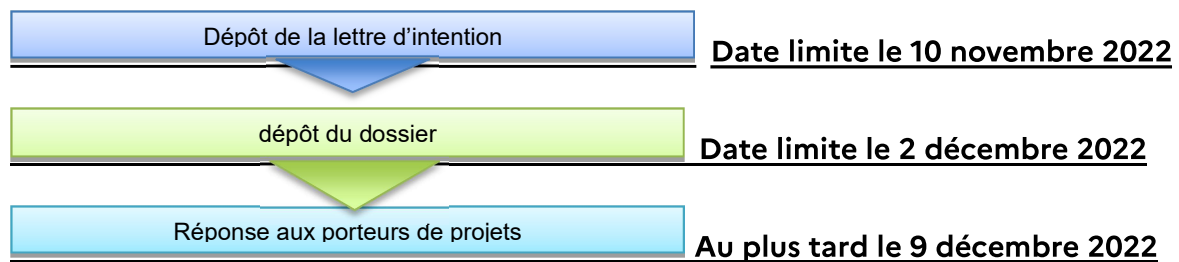 Dépôt de la lettre d’intention
Date limite le 10 novembre 2022
dépôt du dossier
Date limite le 2 décembre 2022
Réponse aux porteurs de projets
Au plus tard le 9 décembre 2022